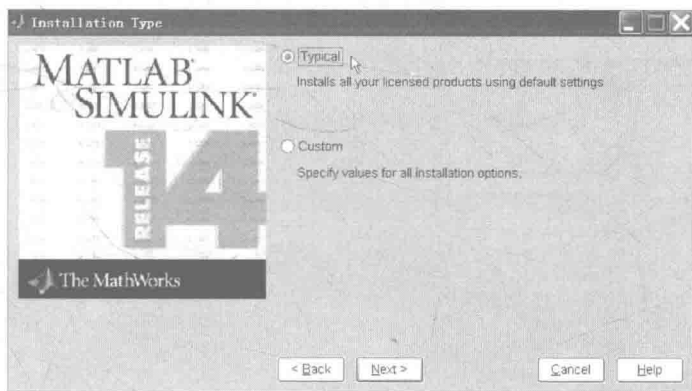 Installation Type
MATLAB
SIMULINK
RELEASE
14
The MathWorks
Typical
Installs all your licensed products using default settings
Custom
Specify values for all installation options.
< Back
Next >
Cancel
Help